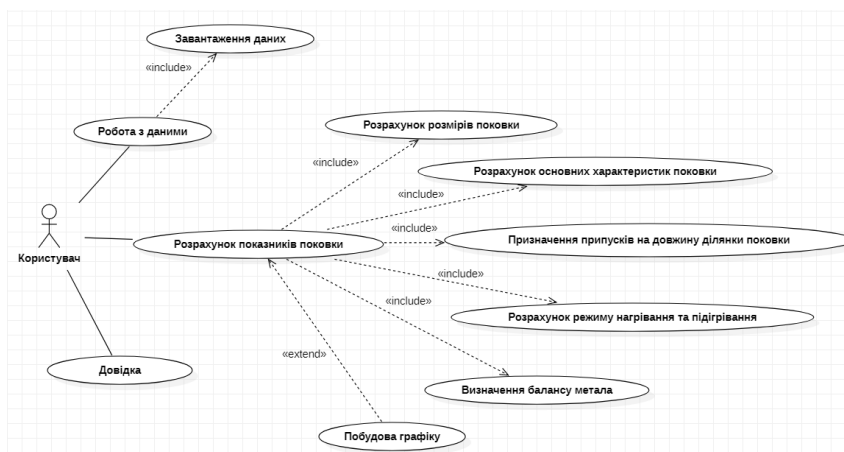 Завантаження даних
«include»
Робота з даними
Розрахунок розмірів поковки
«include»
Розрахунок основних характеристик поковки
«include»
«include»
Розрахунок показників поковки
Призначення припусків на довжину ділянки поковки
Користувач
«include»
«include»
Розрахунок режиму нагрівання та підігрівання
«extend»
Довідка
Визначення балансу метала
Побудова графіку